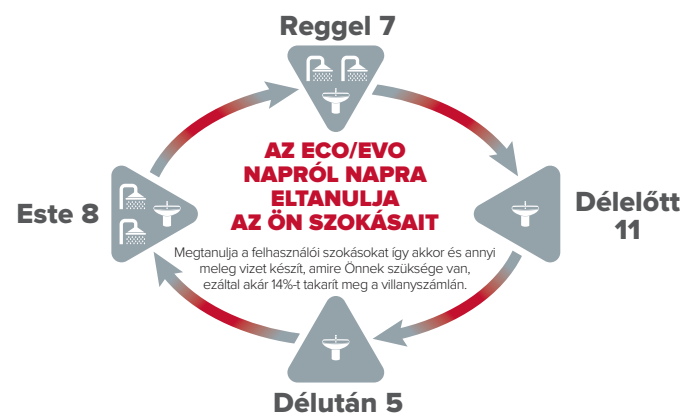 Reggel 7
AZ ECO/EVO
NAPRÓL NAPRA
ELTANULJA
AZ ÖN SZOKÁSAIT
Megtanulja a felhasználói szokásokat így akkor és annyi
meleg vizet készít, amire Önnek szüksége van,
ezáltal akár 14%-t takarít meg a villanyszámlán.
Délelőtt
11
Este 8
Délután 5